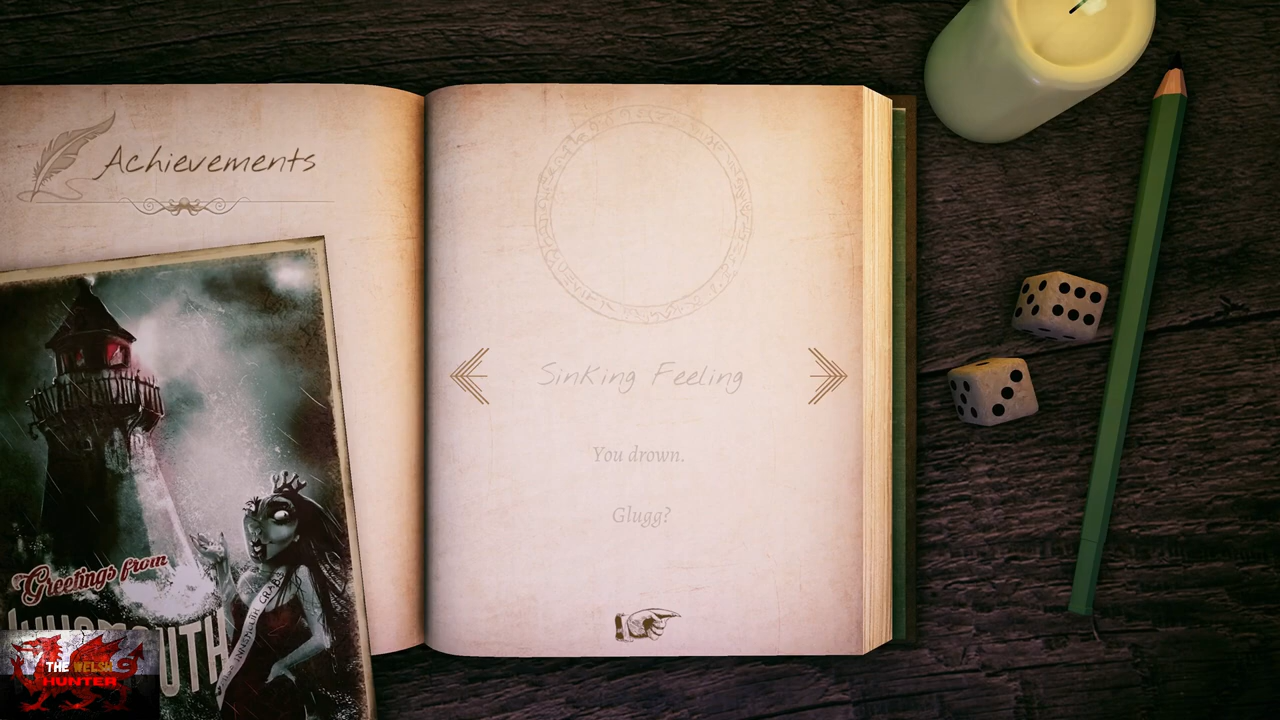 Achievements
Sinking Feeling
You drown.
Glugg?
Greetings from
THE WELSH
HUNTER